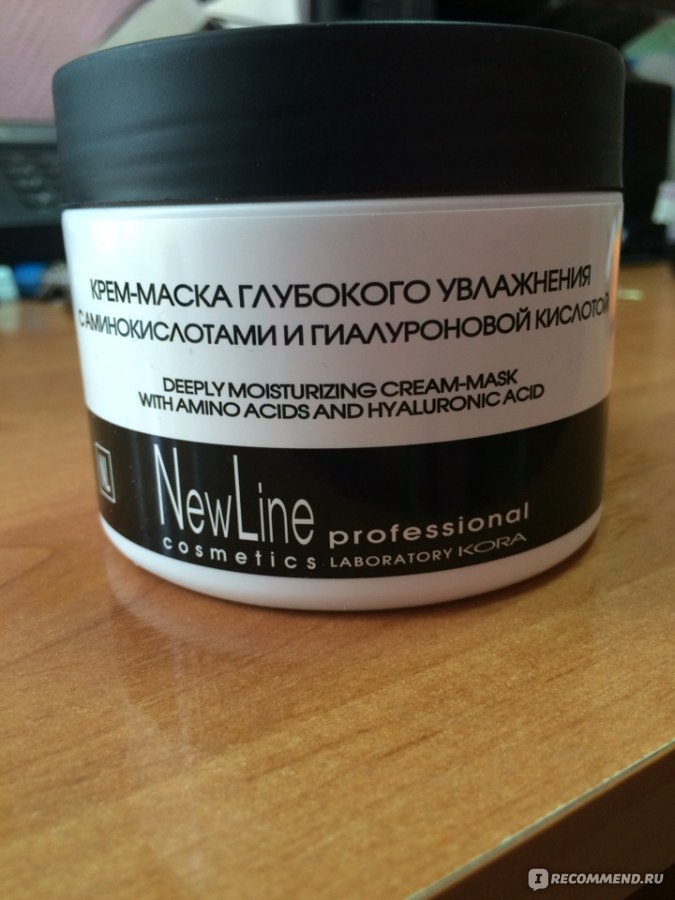 КРЕМ-МАСКА ГЛУБОКОГО УВЛАЖНЕНИЯ
С АМИНОКИСЛОТАМИ И ГИАЛУРОНОВОЙ КИСЛОТОЙ
DEEPLY MOISTURIZING CREAM-MASK
WITH AMINO ACIDS AND HYALURONIC ACID
NL
NewLine professional
cosmetics LABORATORY KORA
I RECOMMEND.RU